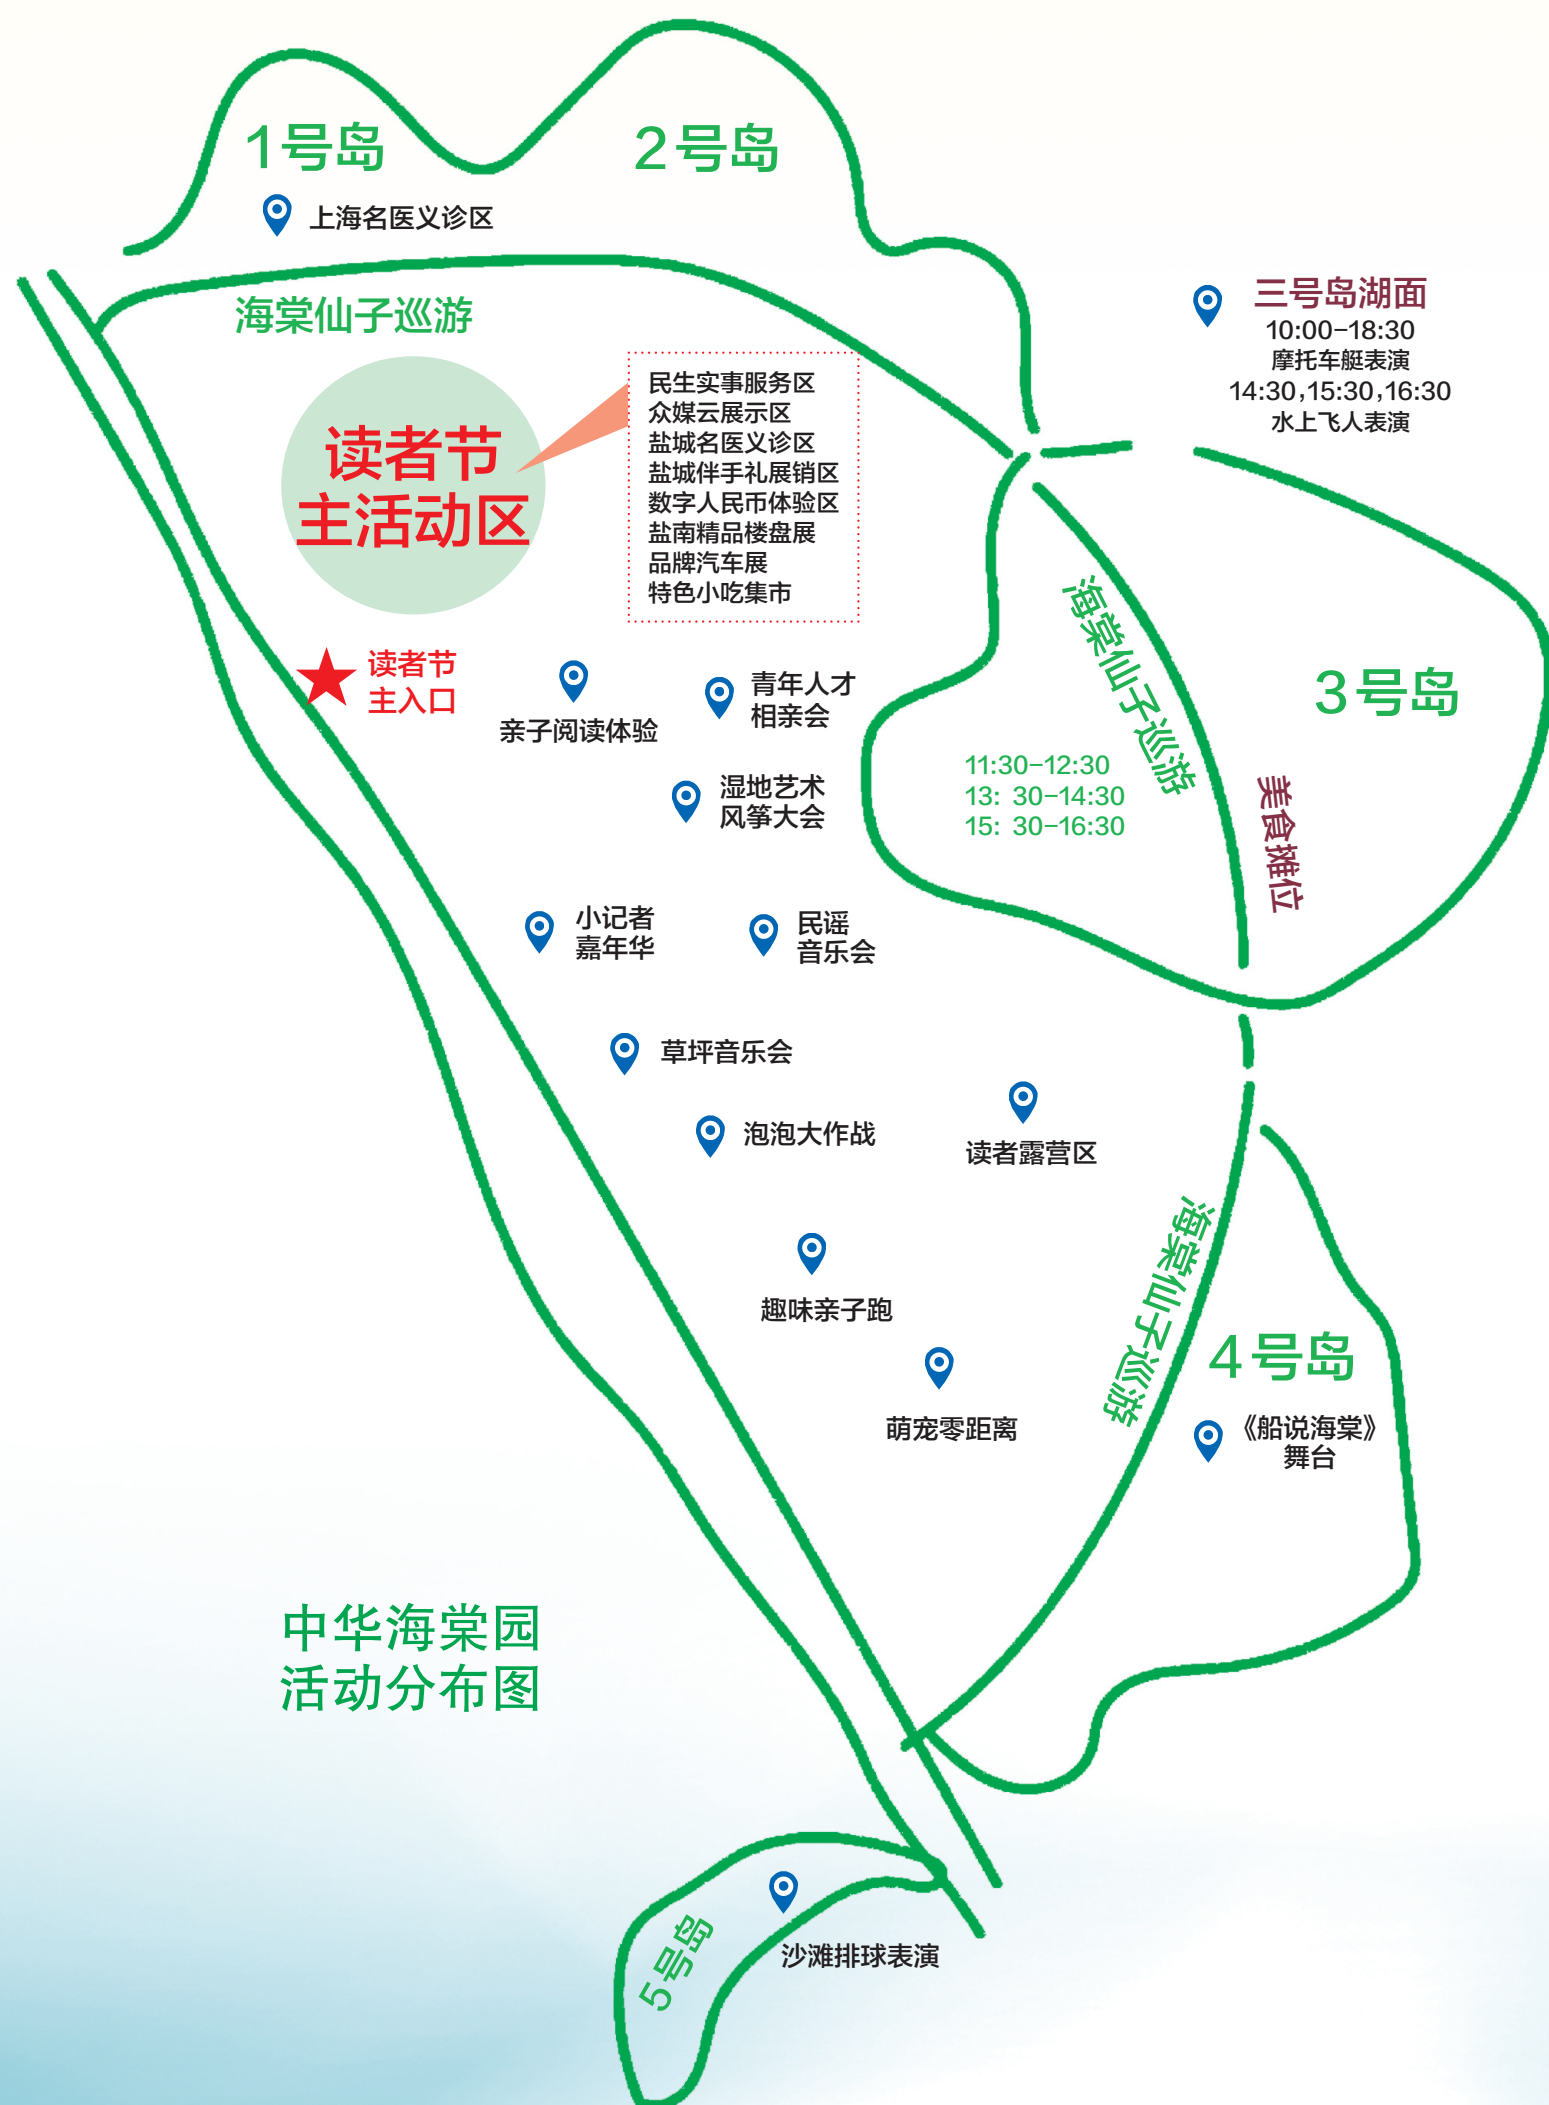 1号岛
2号岛
上海名医义诊区
海棠仙子巡游
三号岛湖面
10:00-18:30
摩托车艇表演
14:30,15:30,16:30
水上飞人表演
读者节
主活动区
民生实事服务区
众媒云展示区
盐城名医义诊区
盐城伴手礼展销区
数字人民币体验区
盐南精品楼盘展
品牌汽车展
特色小吃集市
读者节
主入口
亲子阅读体验
青年人才
相亲会
湿地艺术
风筝大会
海棠仙子巡游
3号岛
11:30-12:30
13: 30-14:30
15: 30-16:30
美食摊位
小记者
嘉年华
民谣
音乐会
草坪音乐会
泡泡大作战
读者露营区
趣味亲子跑
海棠仙子巡游
萌宠零距离
4号岛
《船说海棠》
舞台
中华海棠园
活动分布图
5号岛
沙滩排球表演